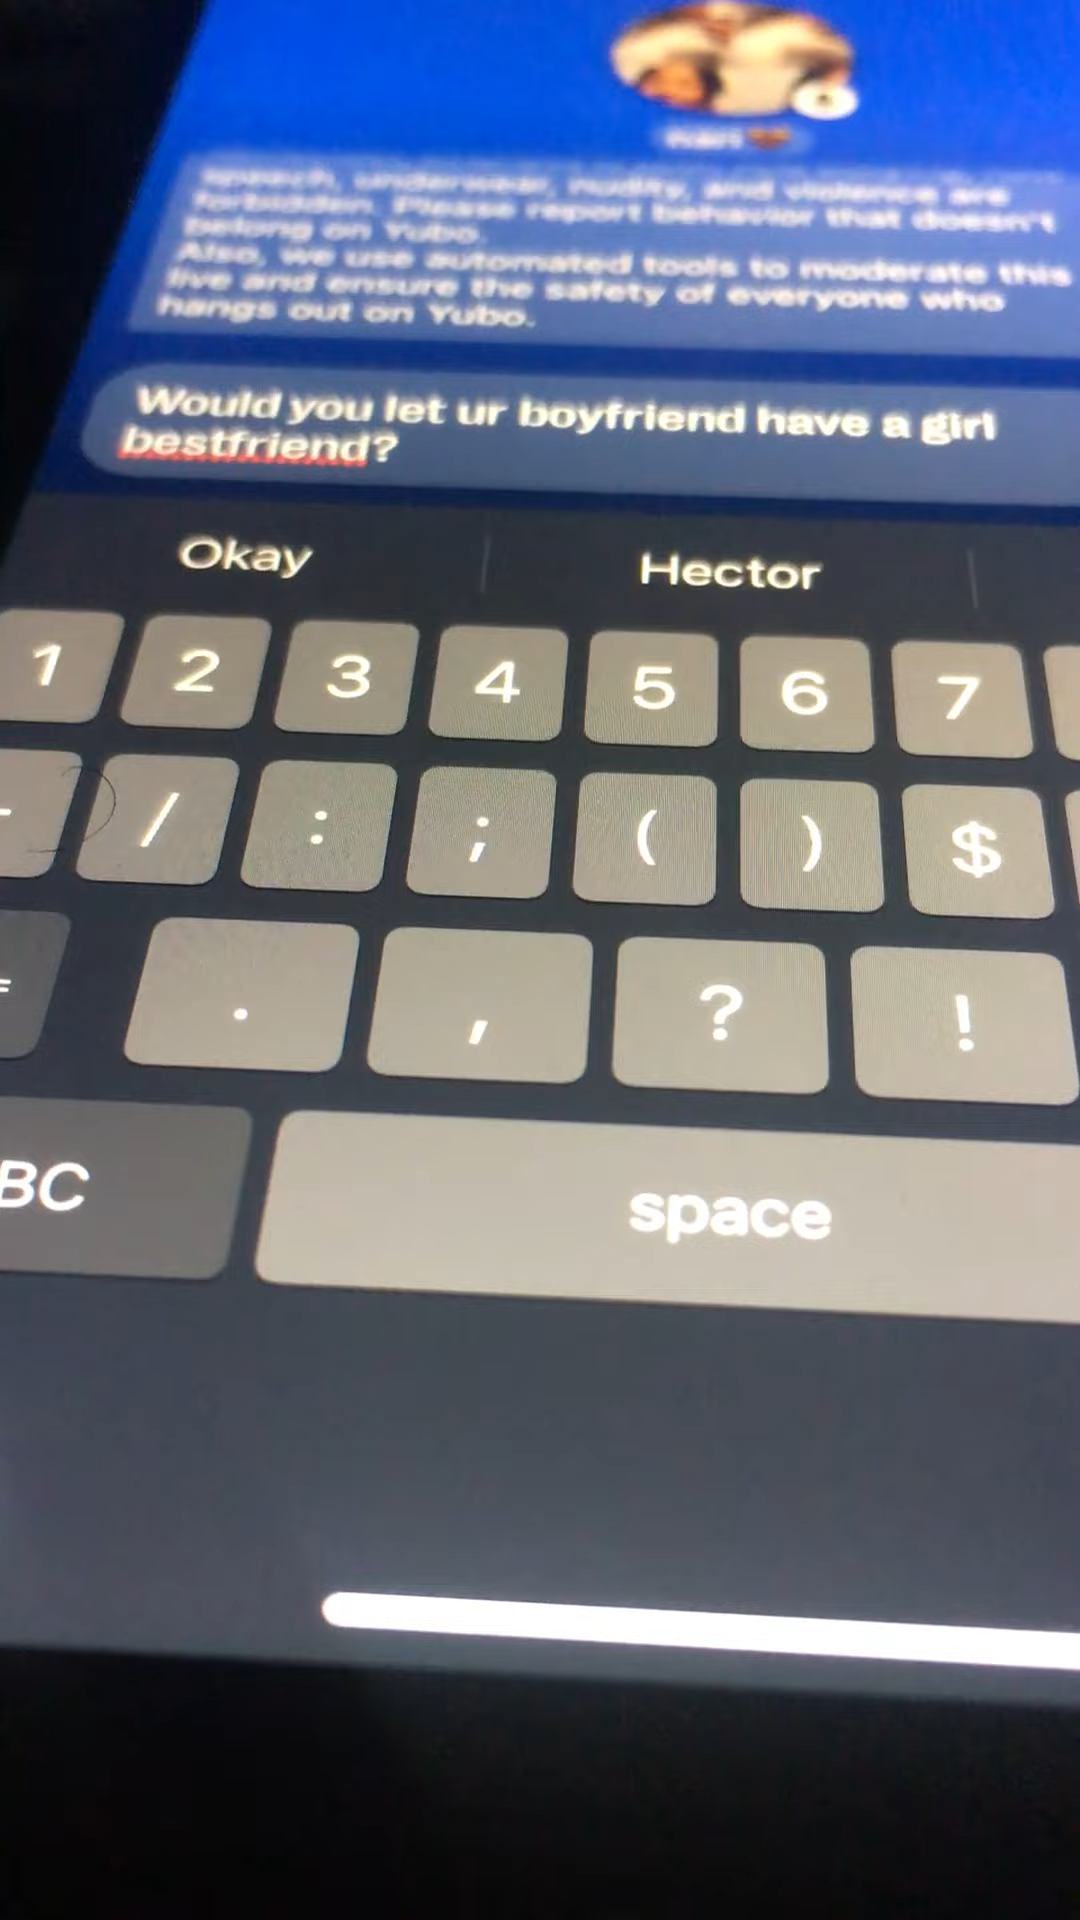 speech, underwear, nudity, and violence are
forbidden. Please report behavior that doesn't
belong on Yubo.
Also, we use automated tools to moderate this
live and ensure the safety of everyone who
hangs out on Yubo.
Would you let ur boyfriend have a girl
bestfriend?
Okay Hector
1 2 3 4 5 6 7
- / : ; ( ) $
. , ? !
BC space